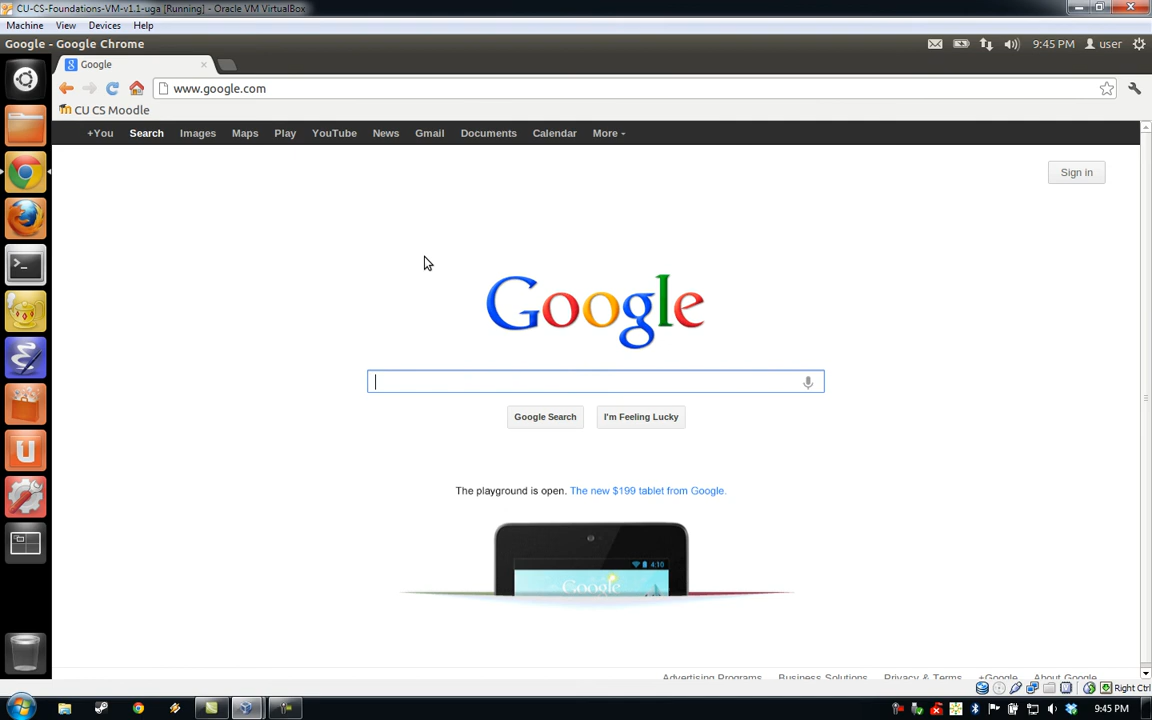 CU-CS-Foundations-VM-v1.1-uga [Running] - Oracle VM VirtualBox
Machine View Devices Help
Google - Google Chrome 9:45 PM user
Google
www.google.com
CU CS Moodle
+You Search Images Maps Play YouTube News Gmail Documents Calendar More
Sign in
Google
Google Search I'm Feeling Lucky
The playground is open. The new $199 tablet from Google.
4:10
Google
Advertising Programs Business Solutions Privacy & Terms +Google About Google
Right Ctrl
9:45 PM